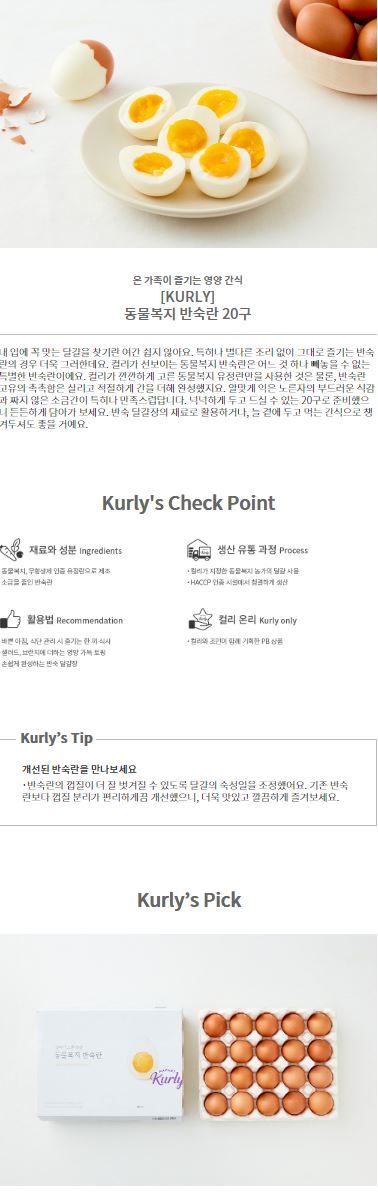 온 가족이 즐기는 영양 간식
[KURLY]
동물복지 반숙란 20구
내 입에 꼭 맞는 달걀을 찾기란 여간 쉽지 않아요. 특히나 별다른 조리 없이 그대로 즐기는 반숙
란의 경우 더욱 그러한데요. 컬리가 선보이는 동물복지 반숙란은 어느 것 하나 빼놓을 수 없는
특별한 반숙란이에요. 컬리가 깐깐하게 고른 동물복지 유정란만을 사용한 것은 물론, 반숙란
고유의 촉촉함은 살리고 적절하게 간을 더해 완성했지요. 알맞게 익은 노른자의 부드러운 식감
과 짜지 않은 소금간이 특히나 만족스럽답니다. 넉넉하게 두고 드실 수 있는 20구로 준비했으
니 든든하게 담아가 보세요. 반숙 달걀장의 재료로 활용하거나, 늘 곁에 두고 먹는 간식으로 챙
겨두셔도 좋을 거예요.
Kurly's Check Point
재료와 성분 Ingredients
동물복지, 무항생제 인증 유정란으로 제조
소금을 줄인 반숙란
생산 유통 과정 Process
• 컬리가 지정한 동물복지 농가의 달걀 사용
• HACCP 인증 시설에서 청결하게 생산
활용법 Recommendation
바쁜 아침, 식단 관리 시 즐기는 한 끼 식사
샐러드, 브런치에 더하는 영양 가득 토핑
손쉽게 완성하는 반숙 달걀장
컬리 온리 Kurly only
• 컬리와 조인이 함께 기획한 PB 상품
Kurly's Tip
개선된 반숙란을 만나보세요
· 반숙란의 껍질이 더 잘 벗겨질 수 있도록 달걀의 숙성일을 조정했어요. 기존 반숙
란보다 껍질 분리가 편리하게끔 개선했으니, 더욱 맛있고 깔끔하게 즐겨보세요.
Kurly's Pick
동물복지 반숙란
Kurly